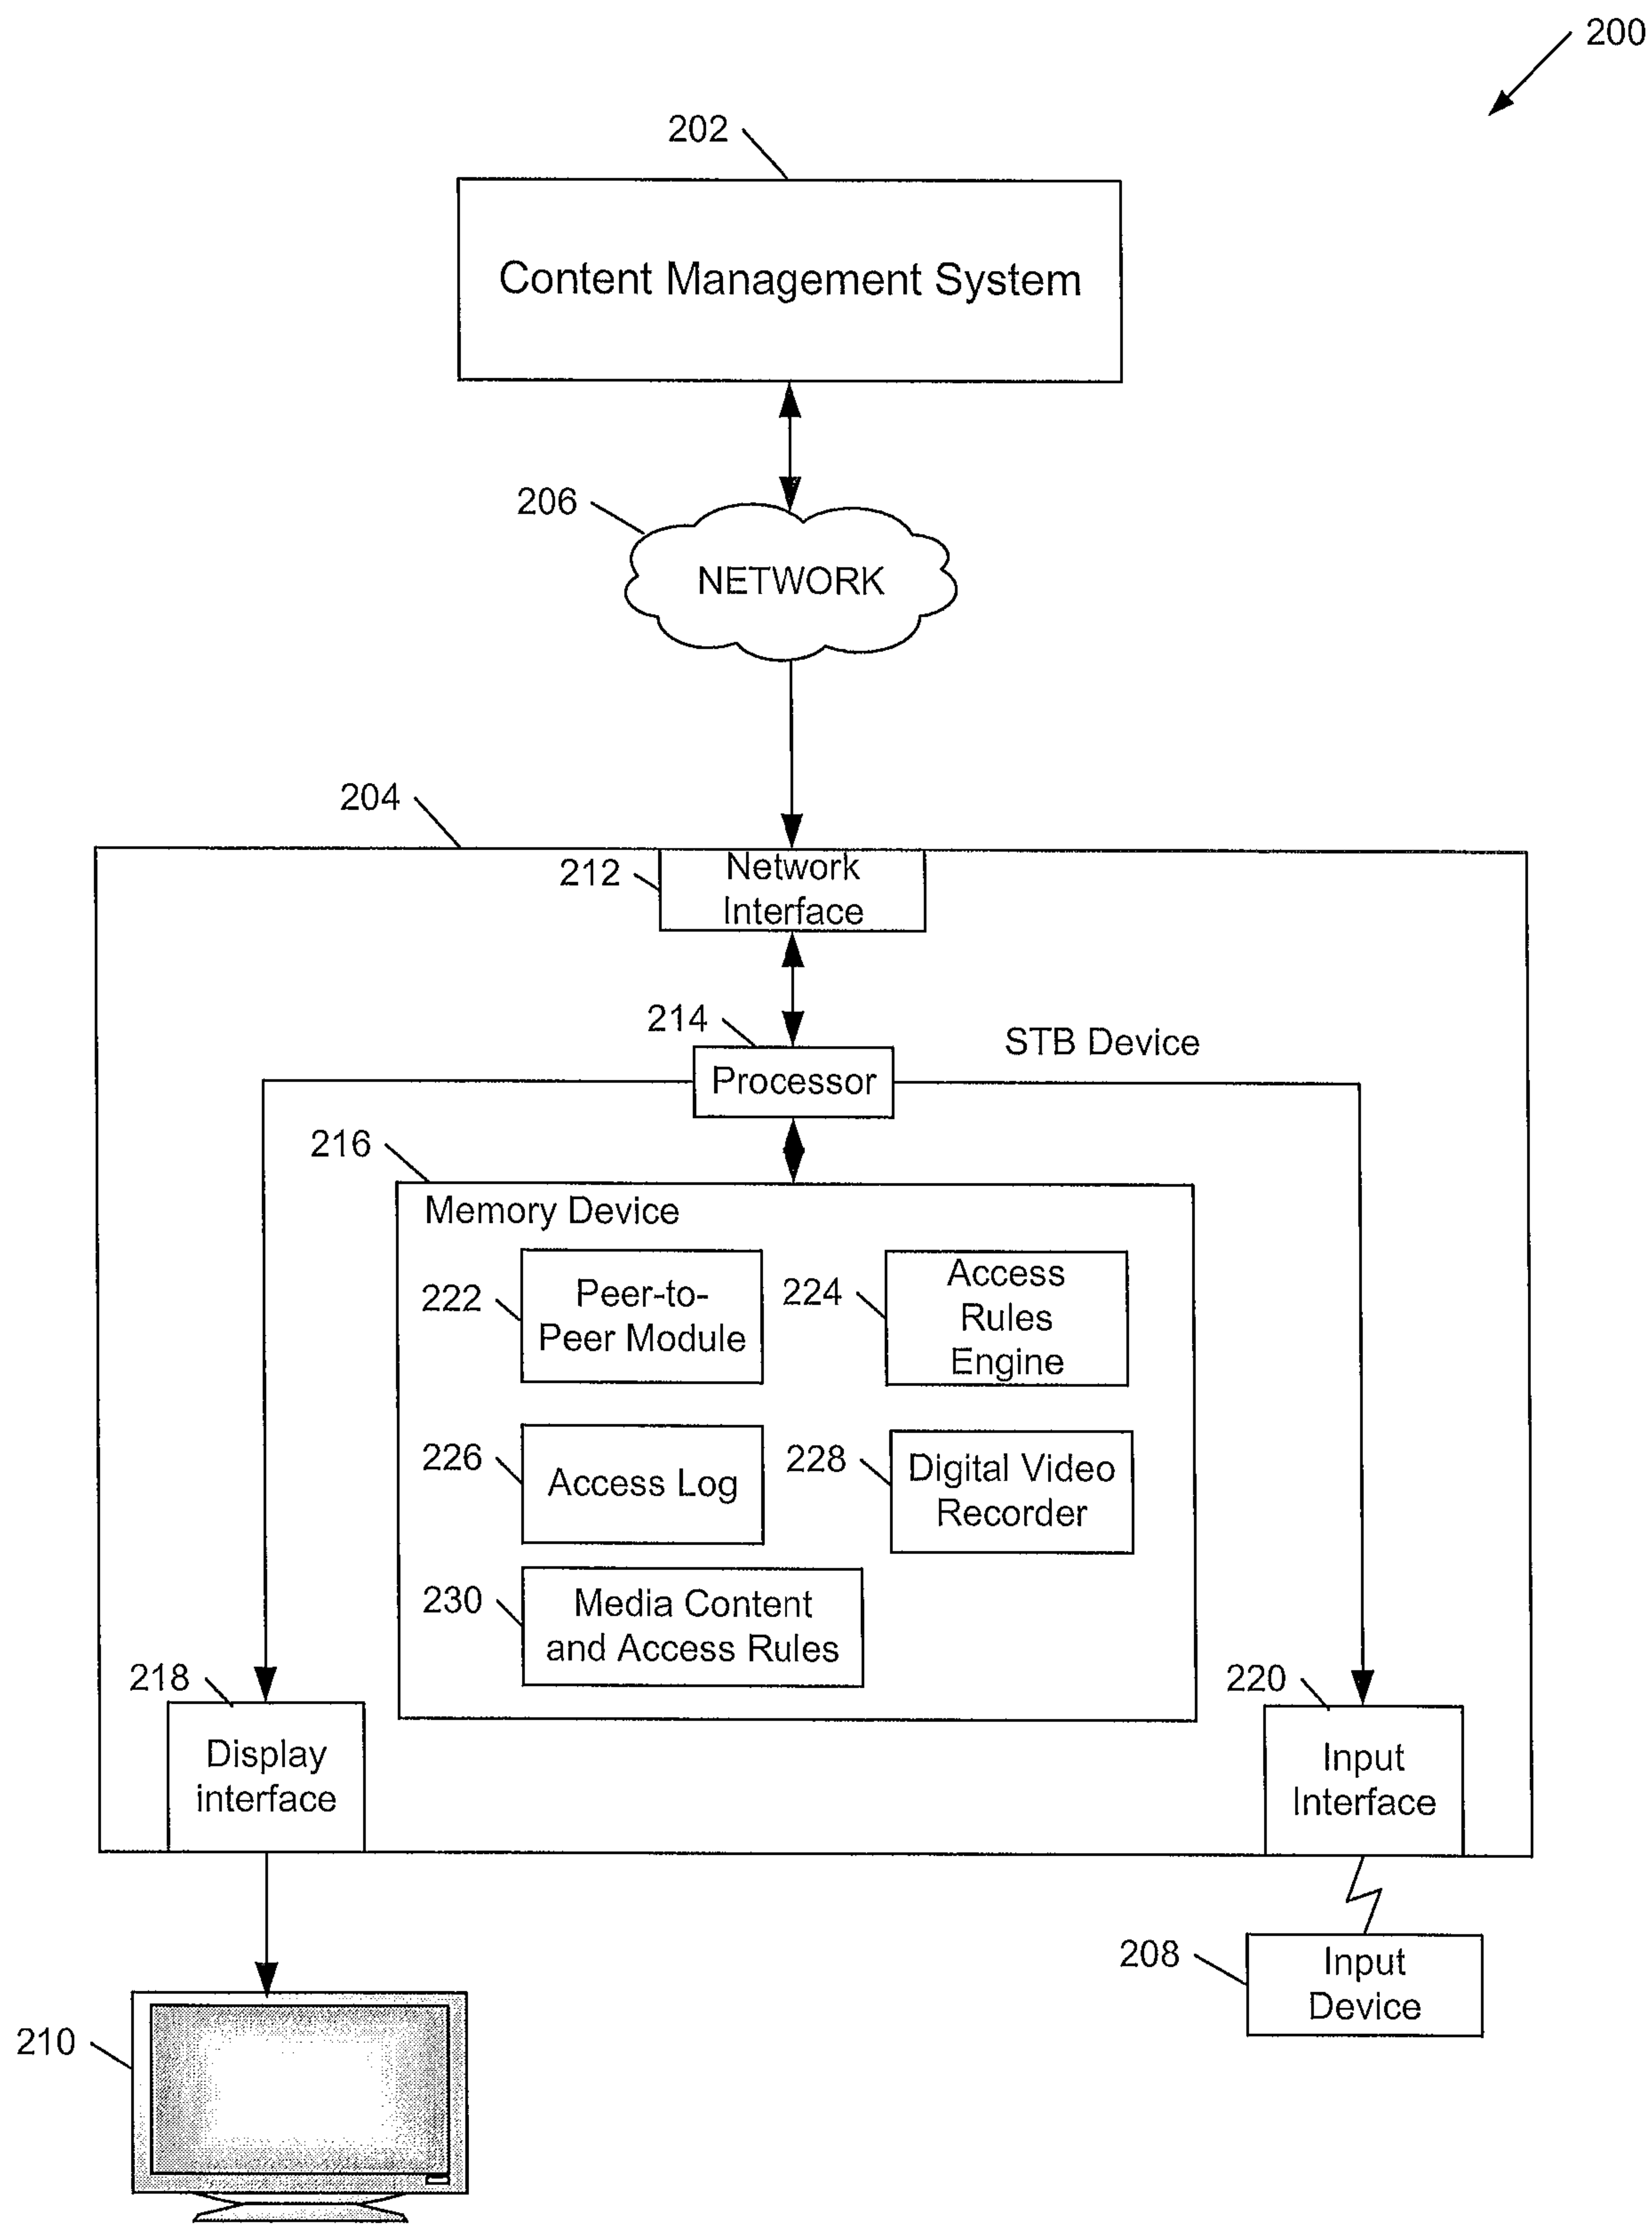 200
202
Content Management System
206
NETWORK
204
212
Network
Interface
214
Processor
STB Device
216
Memory Device
222
Peer-to-
Peer Module
224
Access
Rules
Engine
226
Access Log
228
Digital Video
Recorder
230
Media Content
and Access Rules
218
Display
interface
220
Input
Interface
208
Input
Device
210